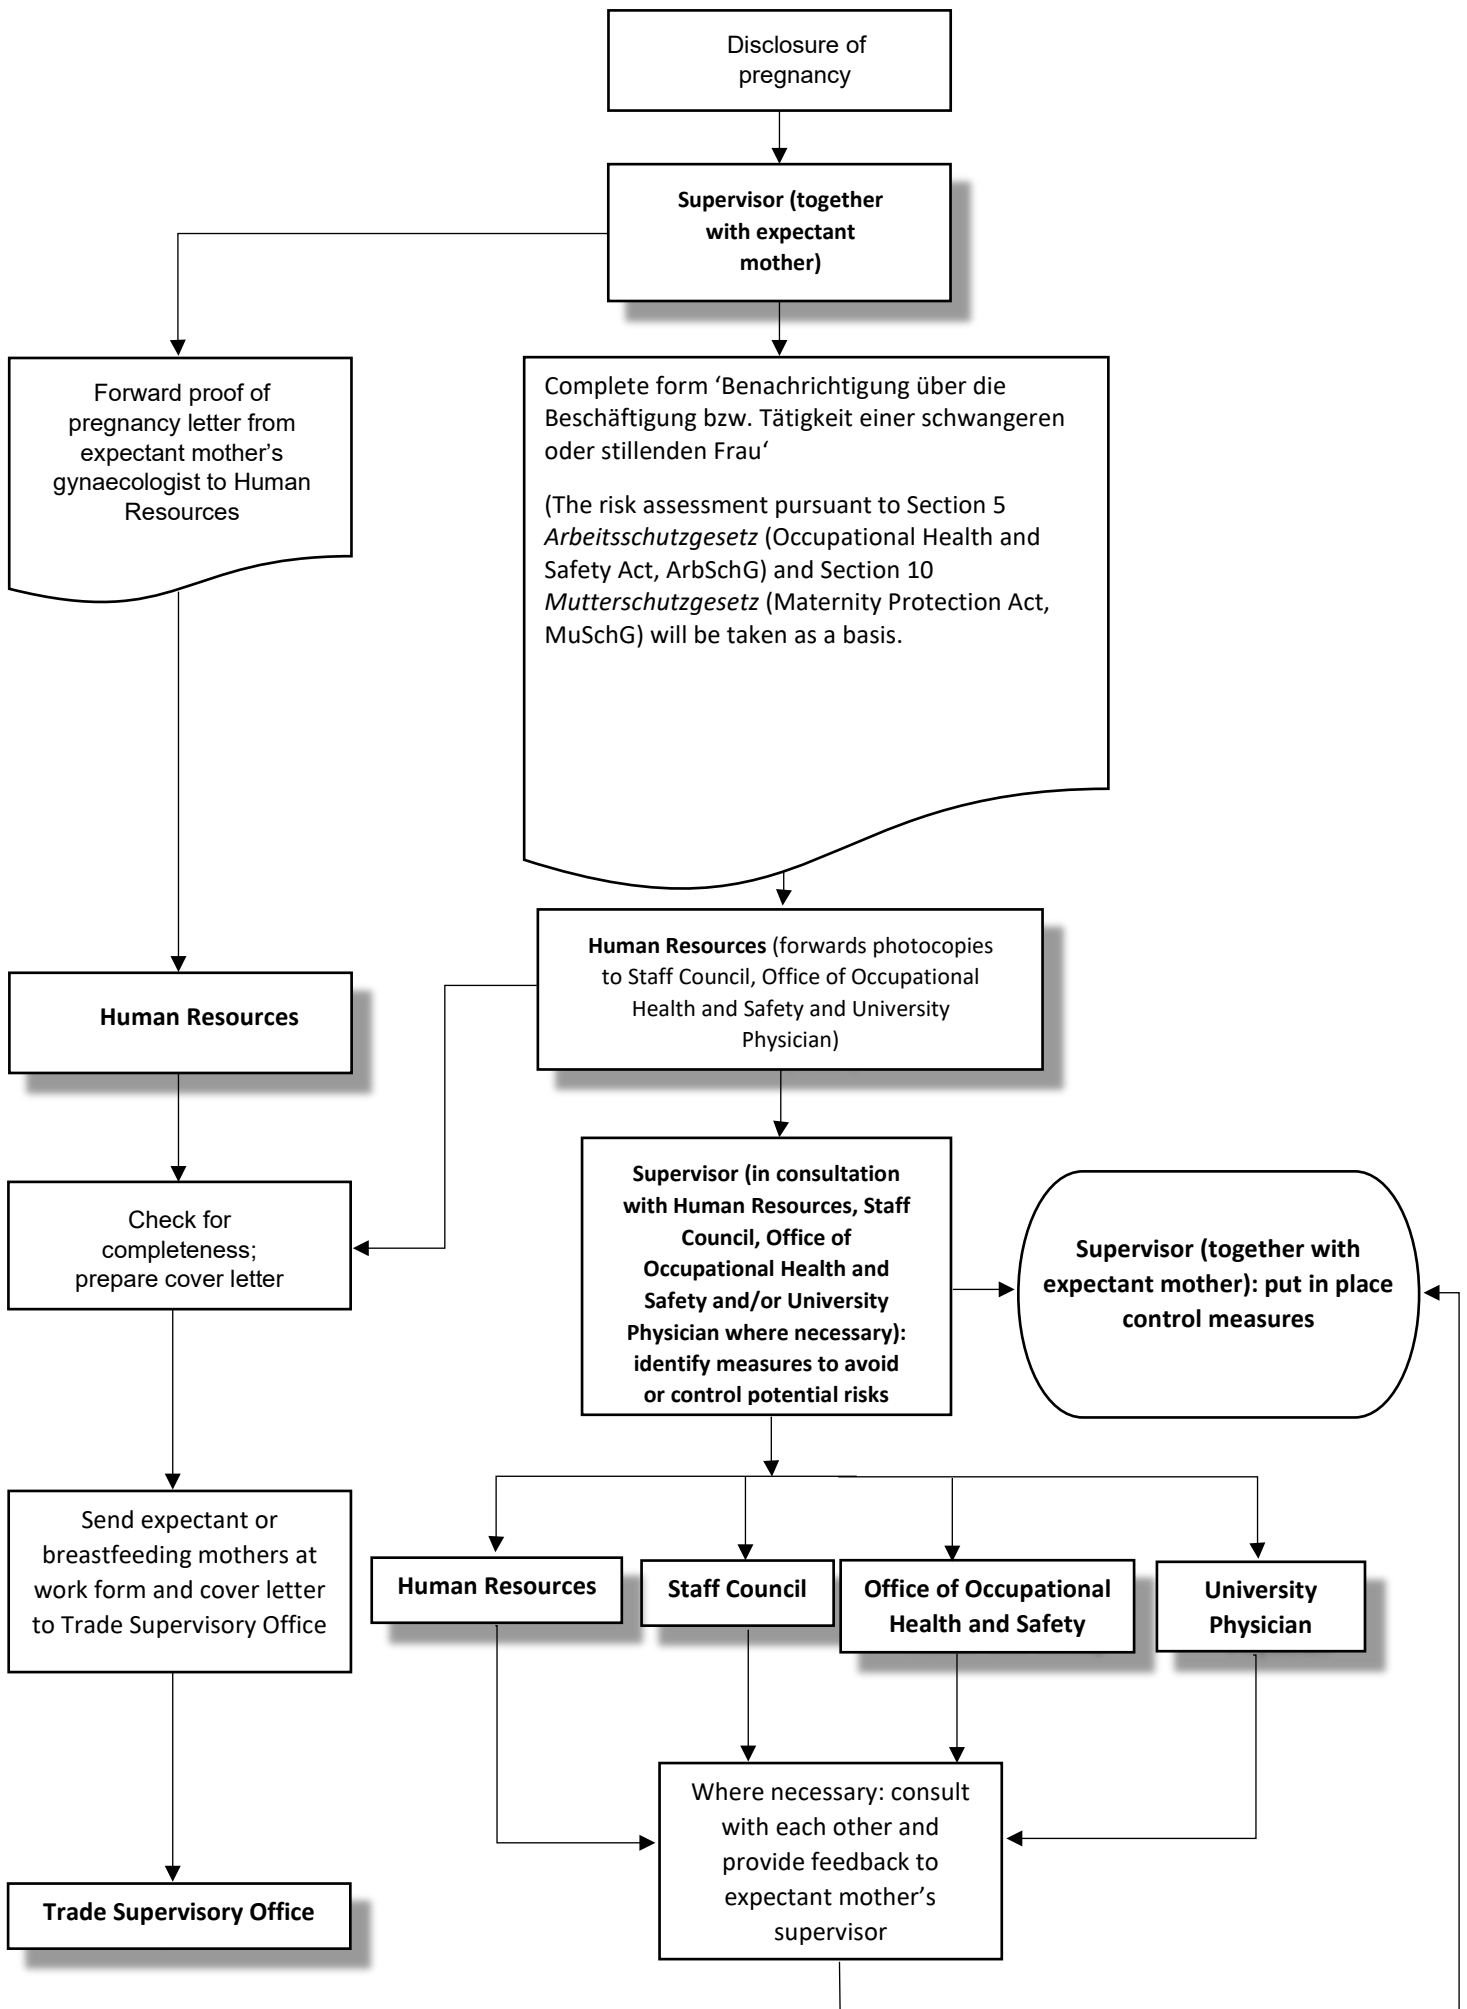 Disclosure of
pregnancy
Supervisor (together
with expectant
mother)
Forward proof of
pregnancy letter from
expectant mother’s
gynaecologist to Human
Resources
Complete form ‘Benachrichtigung über die
Beschäftigung bzw. Tätigkeit einer schwangeren
oder stillenden Frau‘
(The risk assessment pursuant to Section 5
Arbeitsschutzgesetz (Occupational Health and
Safety Act, ArbSchG) and Section 10
Mutterschutzgesetz (Maternity Protection Act,
MuSchG) will be taken as a basis.
Human Resources (forwards photocopies
to Staff Council, Office of Occupational
Health and Safety and University
Physician)
Human Resources
Supervisor (in consultation
with Human Resources, Staff
Council, Office of
Occupational Health and
Safety and/or University
Physician where necessary):
identify measures to avoid
or control potential risks
Supervisor (together with
expectant mother): put in place
control measures
Check for
completeness;
prepare cover letter
Send expectant or
breastfeeding mothers at
work form and cover letter
to Trade Supervisory Office
Human Resources
Staff Council
Office of Occupational
Health and Safety
University
Physician
Where necessary: consult
with each other and
provide feedback to
expectant mother’s
supervisor
Trade Supervisory Office